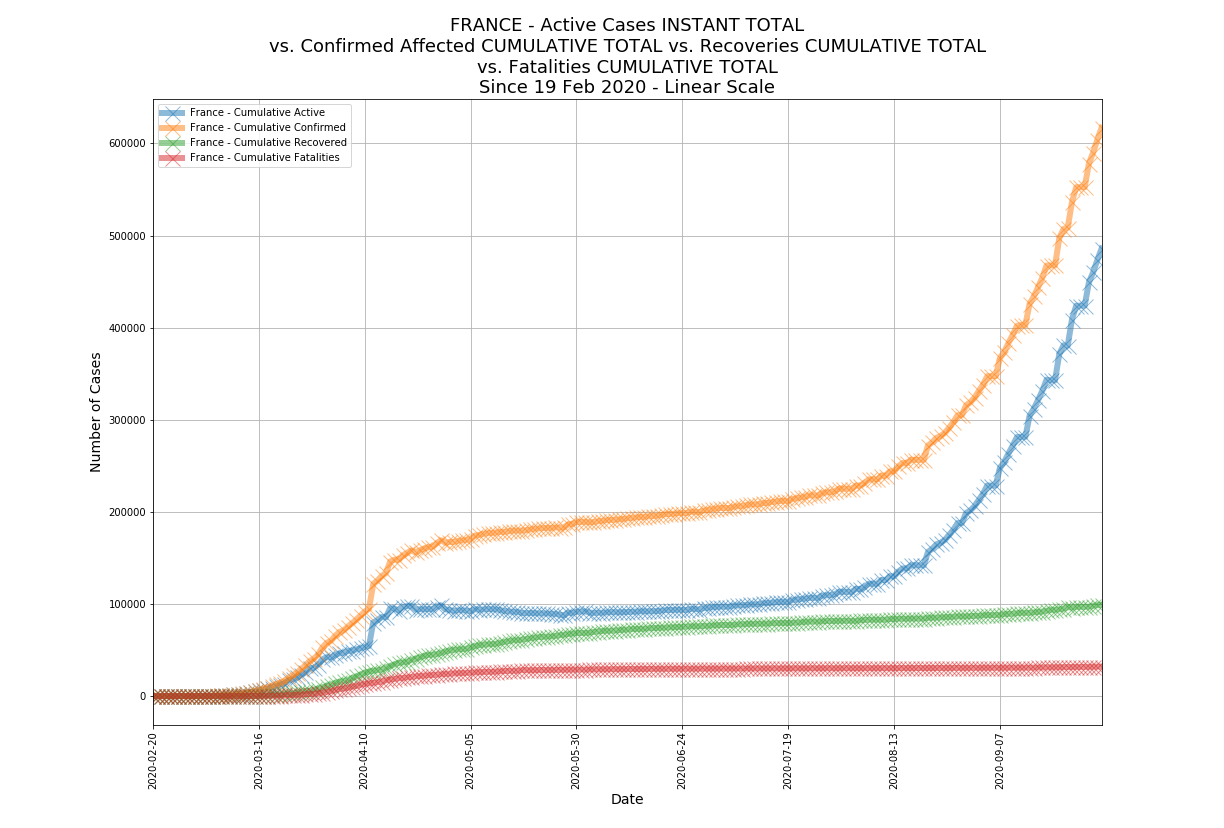 FRANCE - Active Cases INSTANT TOTAL
vs. Confirmed Affected CUMULATIVE TOTAL vs. Recoveries CUMULATIVE TOTAL
vs. Fatalities CUMULATIVE TOTAL
Since 19 Feb 2020 - Linear Scale
France - Cumulative Active
France - Cumulative Confirmed
France - Cumulative Recovered
France - Cumulative Fatalities
Number of Cases
600000
500000
400000
300000
200000
100000
0
2020-02-20
2020-03-16
2020-04-10
2020-05-05
2020-05-30
2020-06-24
2020-07-19
2020-08-13
2020-09-07
Date